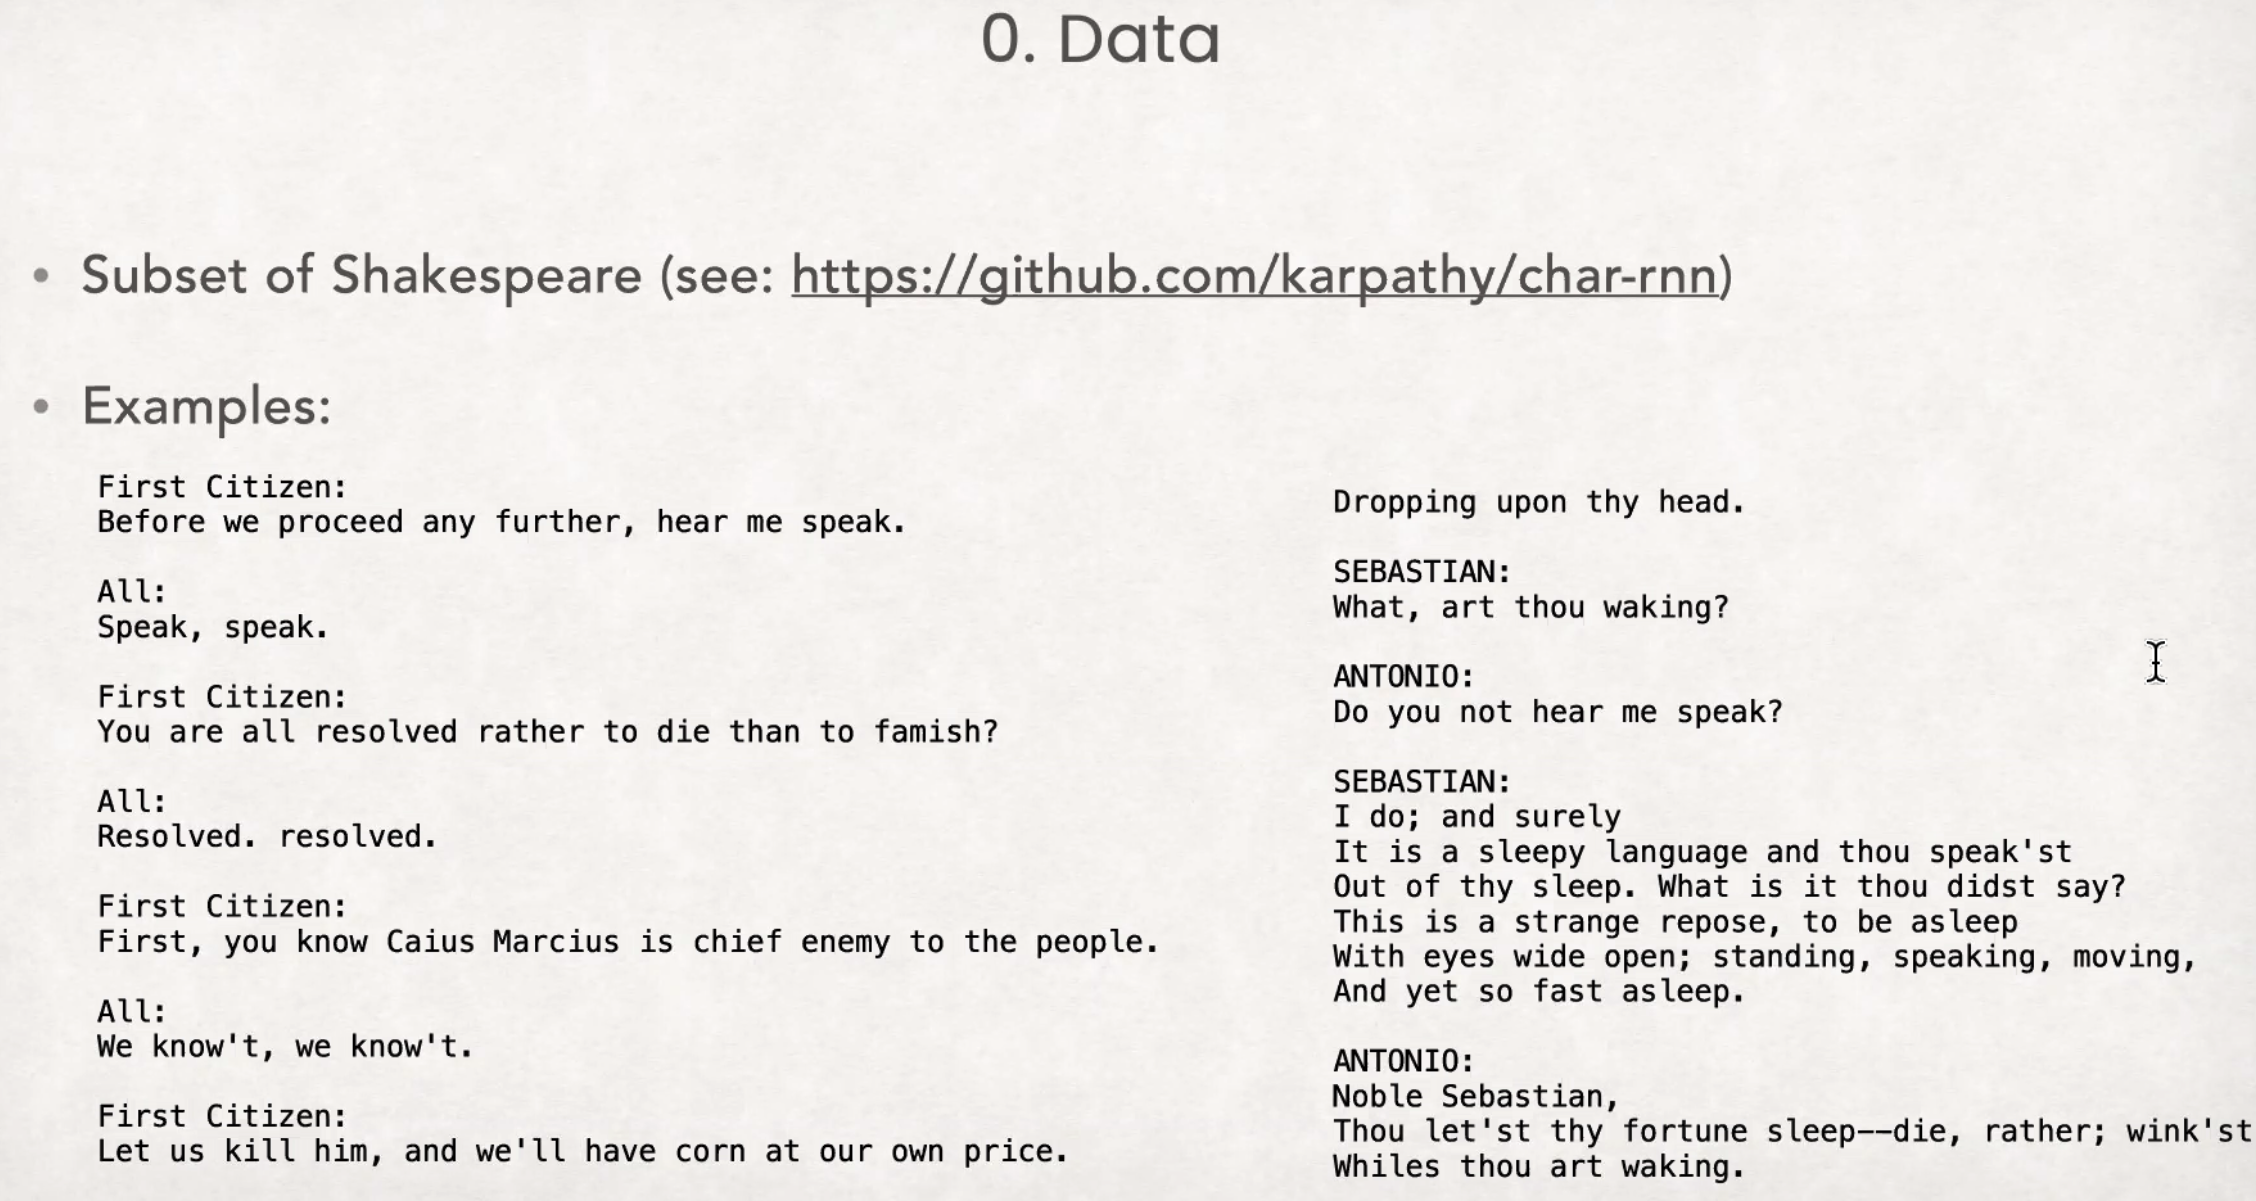 0. Data
• Subset of Shakespeare (see: https://github.com/karpathy/char-rnn)
• Examples:
First Citizen:
Before we proceed any further, hear me speak.
All:
Speak, speak.
First Citizen:
You are all resolved rather to die than to famish?
All:
Resolved. resolved.
First Citizen:
First, you know Caius Marcius is chief enemy to the people.
All:
We know't, we know't.
First Citizen:
Let us kill him, and we'll have corn at our own price.
Dropping upon thy head.
SEBASTIAN:
What, art thou waking?
ANTONIO:
Do you not hear me speak?
SEBASTIAN:
I do; and surely
It is a sleepy language and thou speak'st
Out of thy sleep. What is it thou didst say?
This is a strange repose, to be asleep
With eyes wide open; standing, speaking, moving,
And yet so fast asleep.
ANTONIO:
Noble Sebastian,
Thou let'st thy fortune sleep--die, rather; wink'st
Whiles thou art waking.